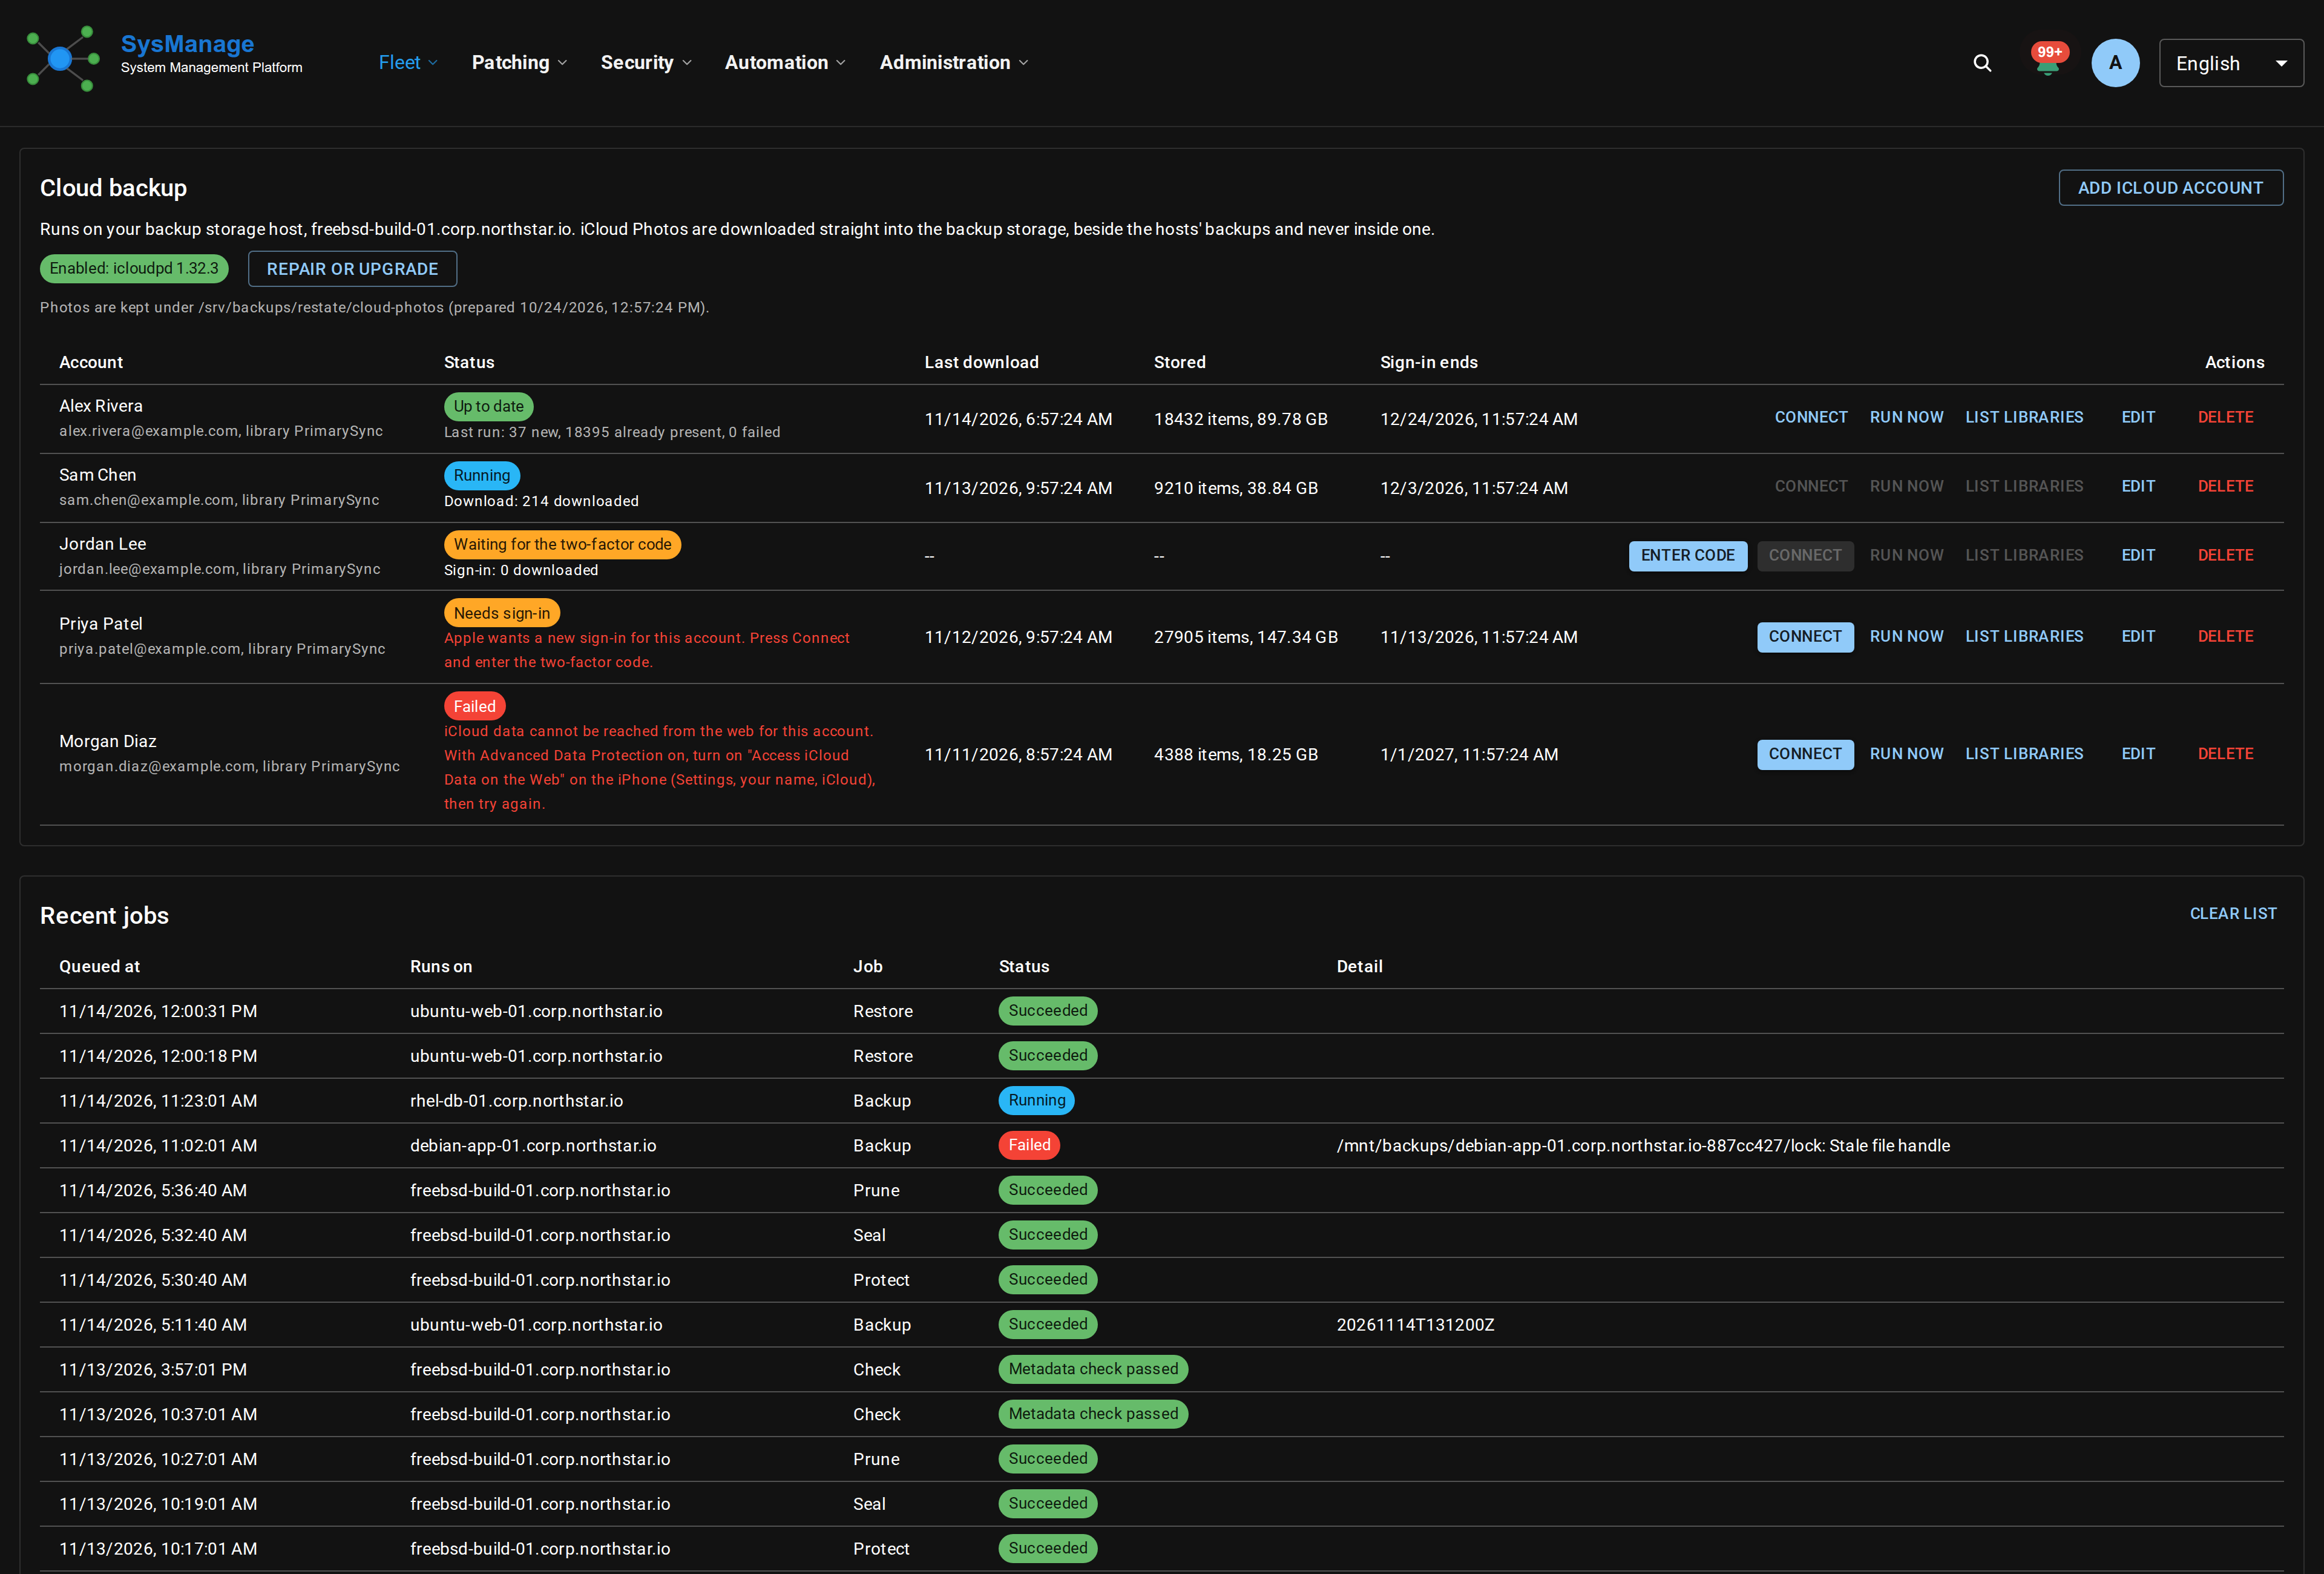 SysManage
System Management Platform
Fleet
Patching
Security
Automation
Administration
99+
A
English
Cloud backup
ADD ICLOUD ACCOUNT
Runs on your backup storage host, freebsd-build-01.corp.northstar.io. iCloud Photos are downloaded straight into the backup storage, beside the hosts' backups and never inside one.
Enabled: icloudpd 1.32.3
REPAIR OR UPGRADE
Photos are kept under /srv/backups/restate/cloud-photos (prepared 10/24/2026, 12:57:24 PM).
Account Status Last download Stored Sign-in ends Actions
Alex Rivera
alex.rivera@example.com, library PrimarySync
Up to date
Last run: 37 new, 18395 already present, 0 failed
11/14/2026, 6:57:24 AM 18432 items, 89.78 GB 12/24/2026, 11:57:24 AM CONNECT RUN NOW LIST LIBRARIES EDIT DELETE
Sam Chen
sam.chen@example.com, library PrimarySync
Running
Download: 214 downloaded
11/13/2026, 9:57:24 AM 9210 items, 38.84 GB 12/3/2026, 11:57:24 AM CONNECT RUN NOW LIST LIBRARIES EDIT DELETE
Jordan Lee
jordan.lee@example.com, library PrimarySync
Waiting for the two-factor code
Sign-in: 0 downloaded
-- -- -- ENTER CODE CONNECT RUN NOW LIST LIBRARIES EDIT DELETE
Priya Patel
priya.patel@example.com, library PrimarySync
Needs sign-in
Apple wants a new sign-in for this account. Press Connect
and enter the two-factor code.
11/12/2026, 9:57:24 AM 27905 items, 147.34 GB 11/13/2026, 11:57:24 AM CONNECT RUN NOW LIST LIBRARIES EDIT DELETE
Morgan Diaz
morgan.diaz@example.com, library PrimarySync
Failed
iCloud data cannot be reached from the web for this account.
With Advanced Data Protection on, turn on "Access iCloud
Data on the Web" on the iPhone (Settings, your name, iCloud),
then try again.
11/11/2026, 8:57:24 AM 4388 items, 18.25 GB 1/1/2027, 11:57:24 AM CONNECT RUN NOW LIST LIBRARIES EDIT DELETE
Recent jobs
CLEAR LIST
Queued at Runs on Job Status Detail
11/14/2026, 12:00:31 PM ubuntu-web-01.corp.northstar.io Restore Succeeded
11/14/2026, 12:00:18 PM ubuntu-web-01.corp.northstar.io Restore Succeeded
11/14/2026, 11:23:01 AM rhel-db-01.corp.northstar.io Backup Running
11/14/2026, 11:02:01 AM debian-app-01.corp.northstar.io Backup Failed /mnt/backups/debian-app-01.corp.northstar.io-887cc427/lock: Stale file handle
11/14/2026, 5:36:40 AM freebsd-build-01.corp.northstar.io Prune Succeeded
11/14/2026, 5:32:40 AM freebsd-build-01.corp.northstar.io Seal Succeeded
11/14/2026, 5:30:40 AM freebsd-build-01.corp.northstar.io Protect Succeeded
11/14/2026, 5:11:40 AM ubuntu-web-01.corp.northstar.io Backup Succeeded 20261114T131200Z
11/13/2026, 3:57:01 PM freebsd-build-01.corp.northstar.io Check Metadata check passed
11/13/2026, 10:37:01 AM freebsd-build-01.corp.northstar.io Check Metadata check passed
11/13/2026, 10:27:01 AM freebsd-build-01.corp.northstar.io Prune Succeeded
11/13/2026, 10:19:01 AM freebsd-build-01.corp.northstar.io Seal Succeeded
11/13/2026, 10:17:01 AM freebsd-build-01.corp.northstar.io Protect Succeeded